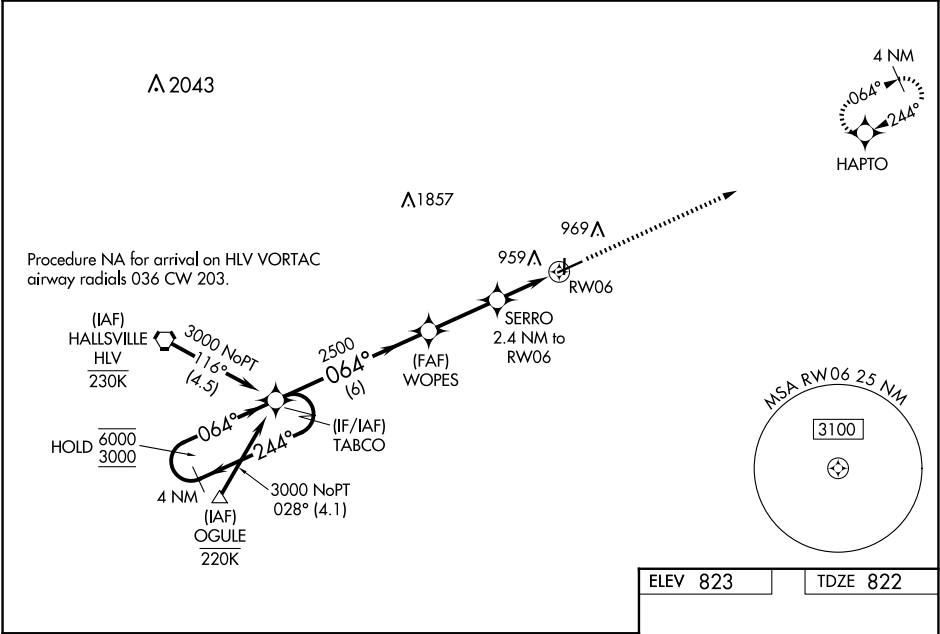 4 NM
064°
244°
HAPTO
2043
1857
969
959
RW06
Procedure NA for arrival on HLV VORTAC
airway radials 036 CW 203.
SERRO
2.4 NM to
RW06
(IAF)
HALLSVILLE
HLV
230K
3000 NoPT
116°
(4.5)
2500
064°
(6)
(FAF)
WOPES
(IF/IAF)
TABCO
064°
244°
HOLD 6000
3000
4 NM
3000 NoPT
028° (4.1)
(IAF)
OGULE
220K
MSA RW06 25 NM
3100
ELEV 823
TDZE 822